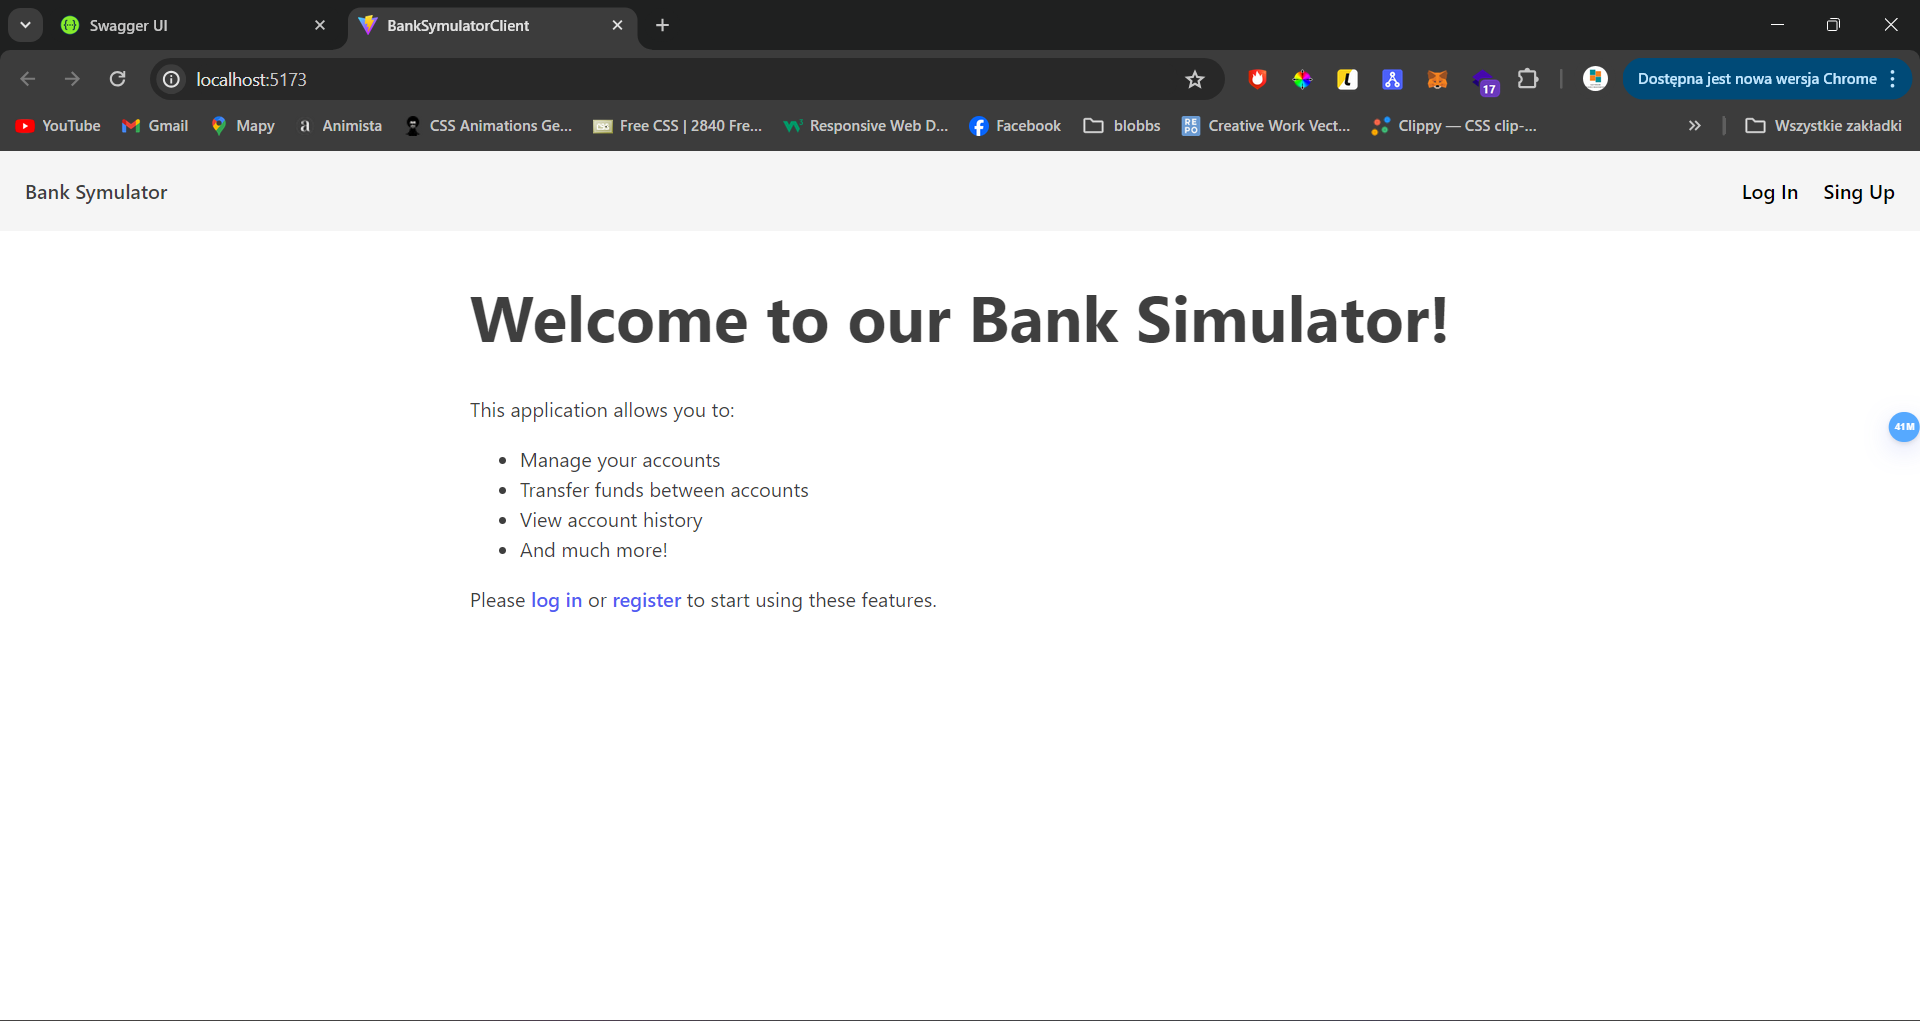 Swagger UI
BankSymulatorClient
localhost:5173
17
Dostępna jest nowa wersja Chrome
YouTube
Gmail
Mapy
a Animista
CSS Animations Ge...
Free CSS | 2840 Fre...
Responsive Web D...
Facebook
blobbs
RE
PO
Creative Work Vect...
Clippy — CSS clip-...
Wszystkie zakładki
Bank Symulator
Log In
Sing Up
Welcome to our Bank Simulator!
This application allows you to:
41M
Manage your accounts
Transfer funds between accounts
View account history
And much more!
Please log in or register to start using these features.